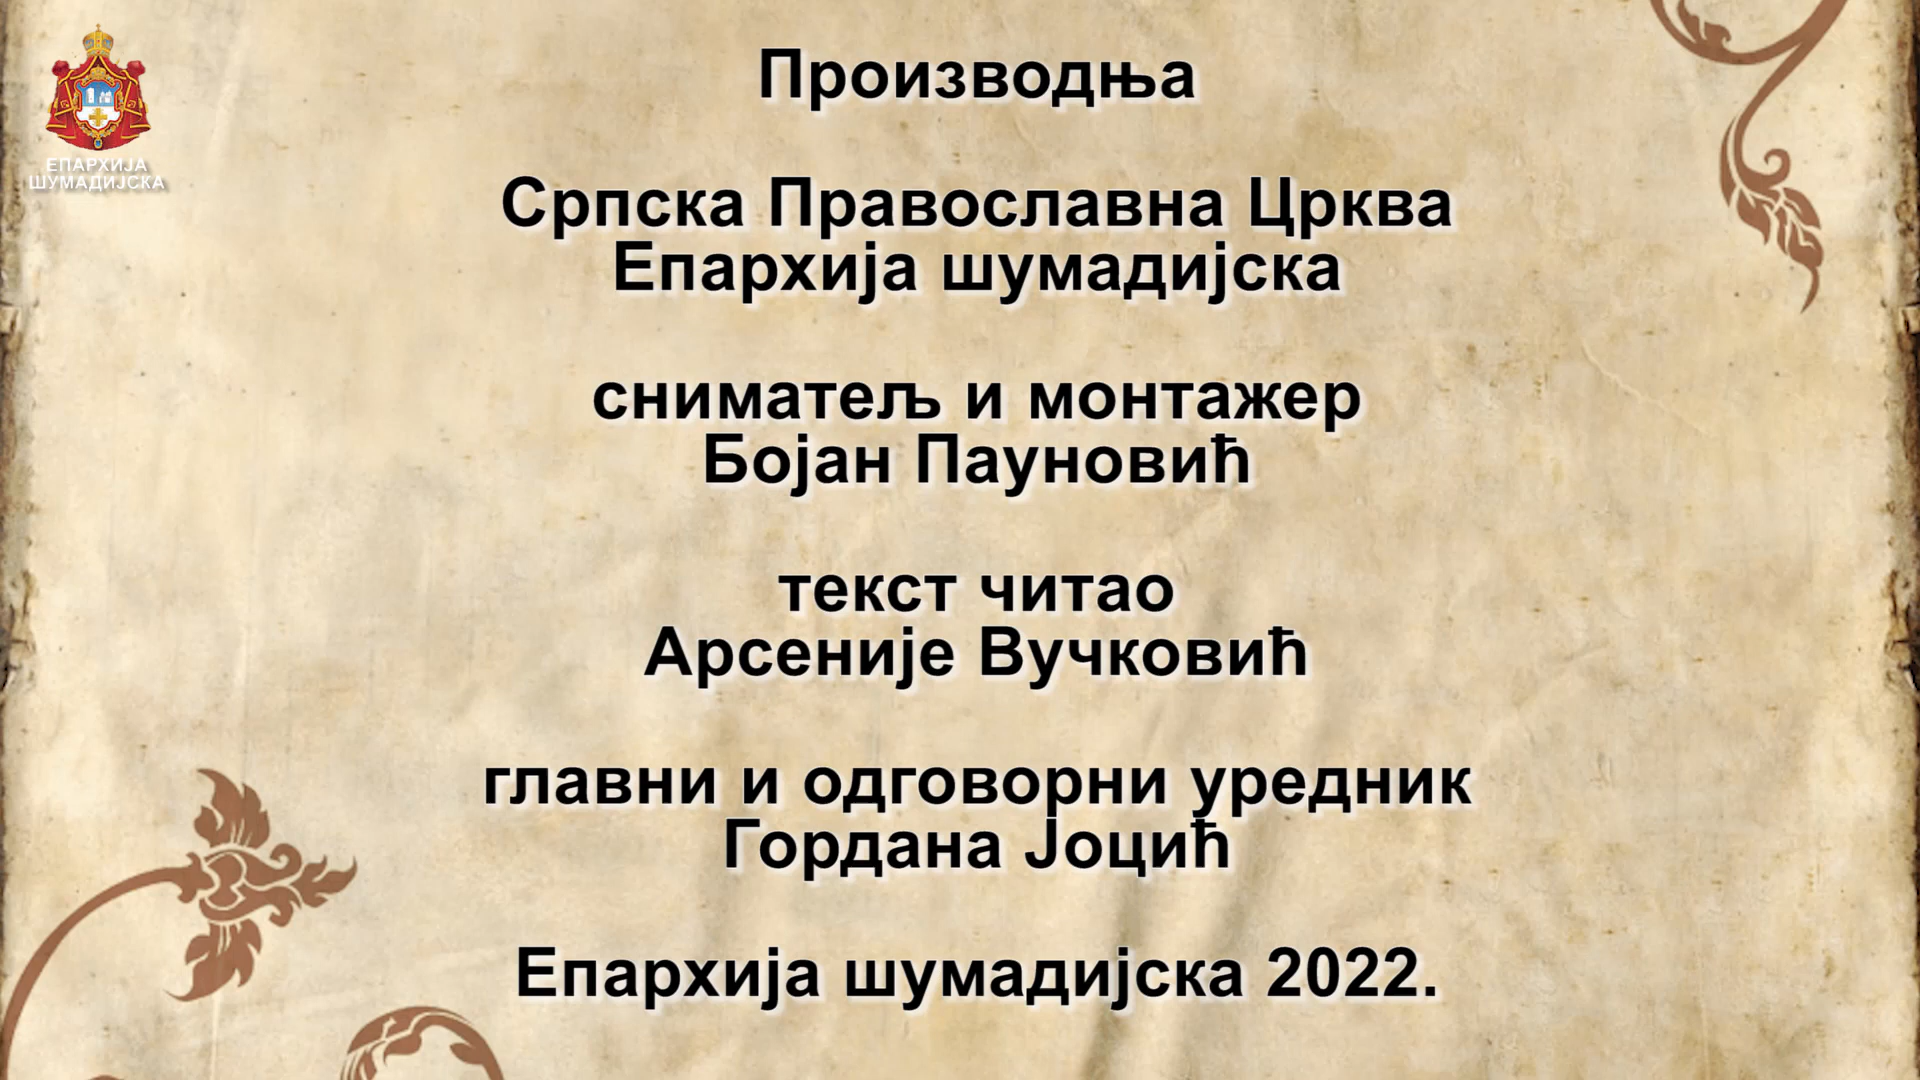 ЕПАРХИЈА
ШУМАДИЈСКА
Производња
Српска Православна Црква
Епархија шумадијска
сниматељ и монтажер
Бојан Пауновић
текст читао
Арсеније Вучковић
главни и одговорни уредник
Гордана Јоцић
Епархија шумадијска 2022.